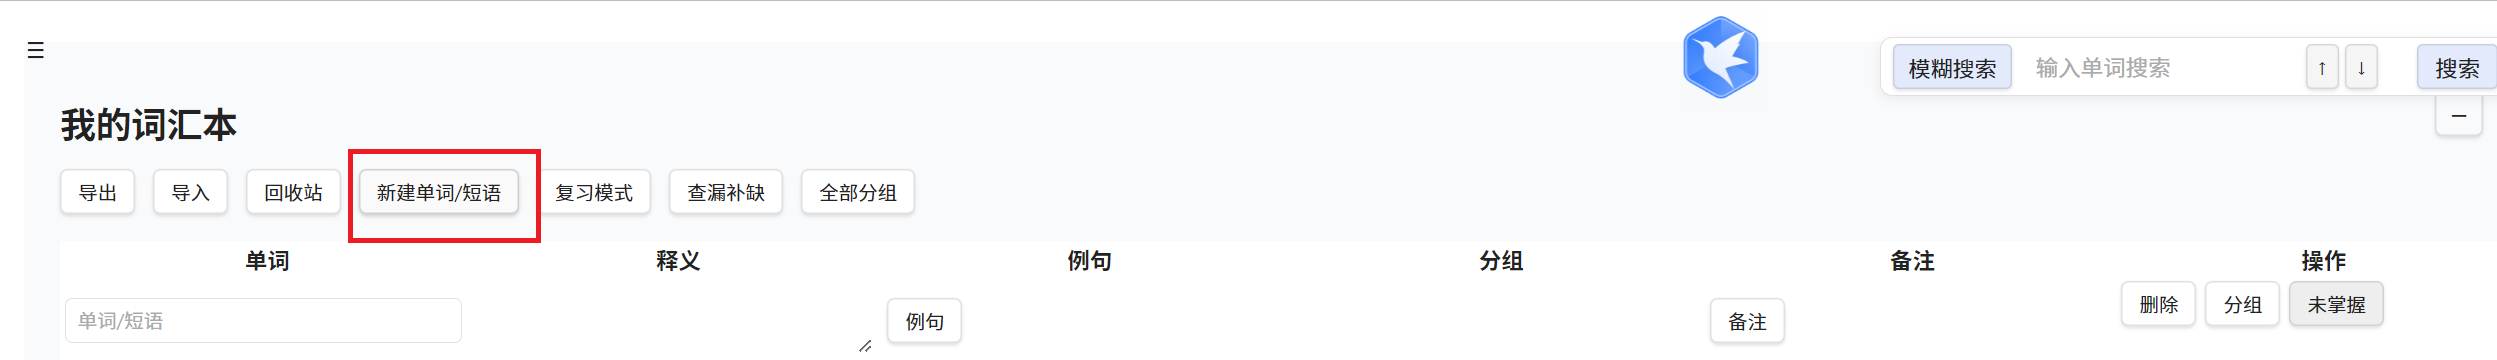 ☰
模糊搜索 输入单词搜索 ↑ ↓ 搜索
−
我的词汇本
导出 导入 回收站 新建单词/短语 复习模式 查漏补缺 全部分组
单词 释义 例句 分组 备注 操作
单词/短语 例句 备注 删除 分组 未掌握